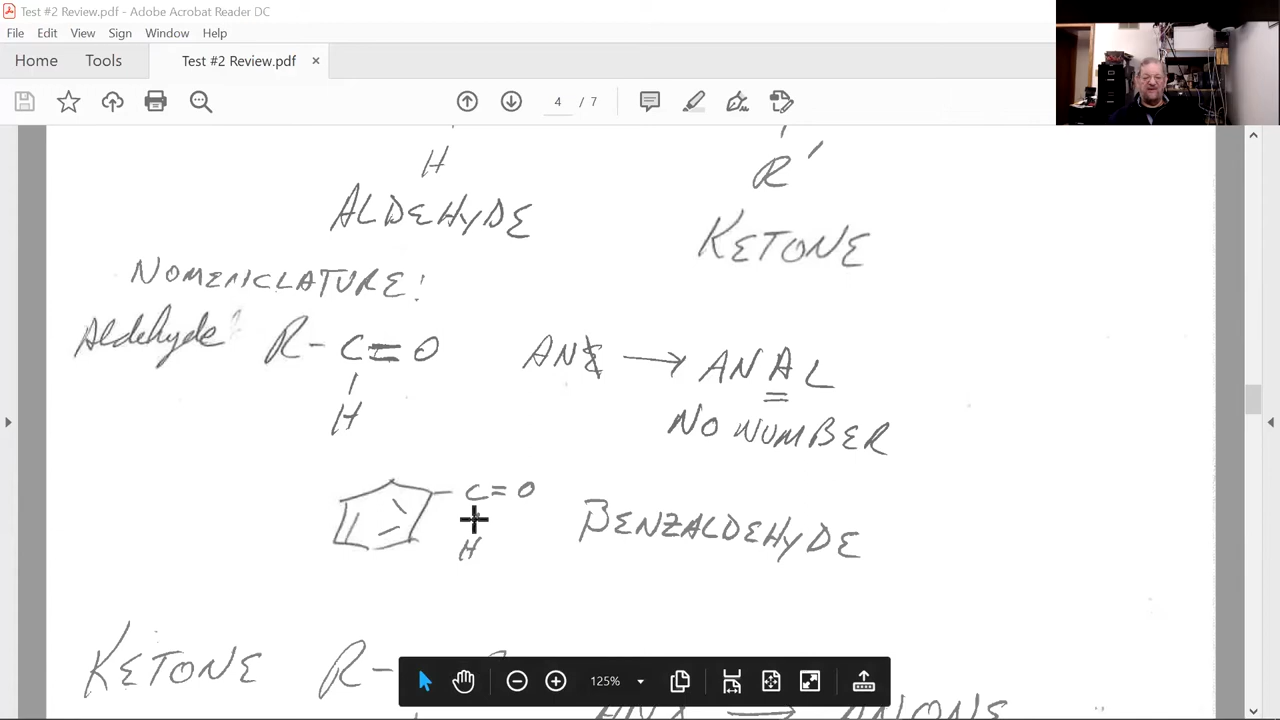 Test #2 Review.pdf - Adobe Acrobat Reader DC
File Edit View Sign Window Help
Home Tools Test #2 Review.pdf ×
4 / 7
H R'
ALDEHYDE KETONE
NOMENCLATURE:
Aldehyde: R-C=O ANE → ANAL
H NO NUMBER
C=O BENZALDEHYDE
H
KETONE R-
125%
→ ANONE